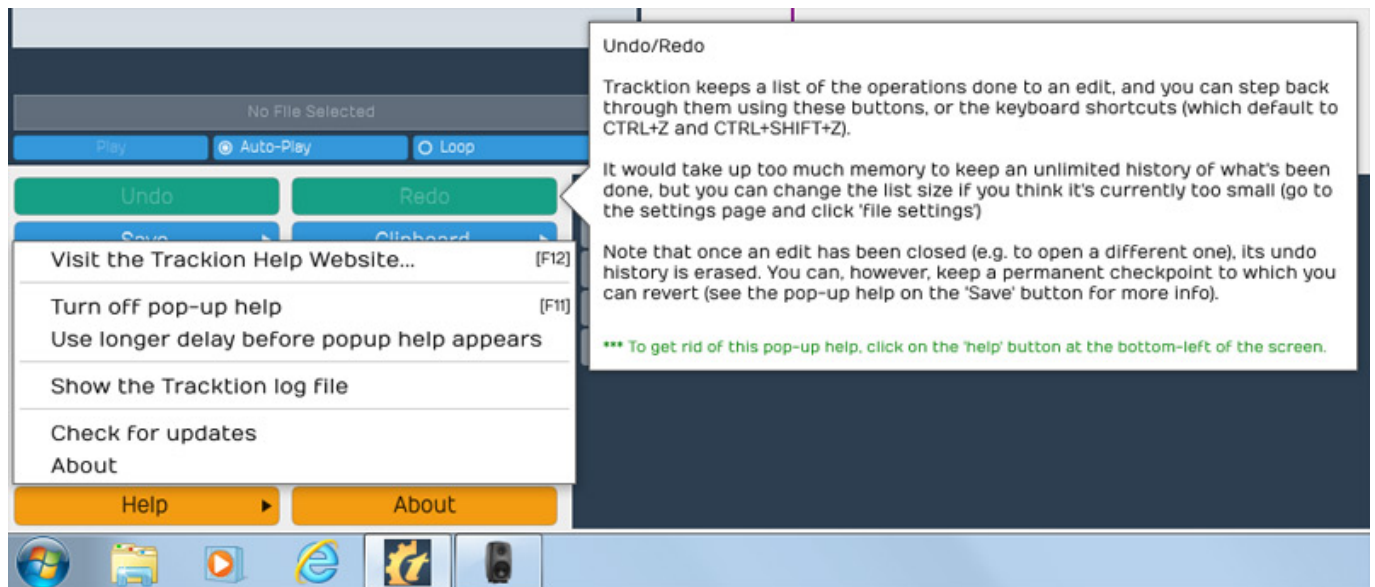 No File Selected
Play
Auto-Play
Loop
Undo
Redo
Save
Clipboard
Visit the Trackion Help Website... [F12]
Turn off pop-up help [F11]
Use longer delay before popup help appears
Show the Tracktion log file
Check for updates
About
Help
About
Undo/Redo
Tracktion keeps a list of the operations done to an edit, and you can step back
through them using these buttons, or the keyboard shortcuts (which default to
CTRL+Z and CTRL+SHIFT+Z).
It would take up too much memory to keep an unlimited history of what's been
done, but you can change the list size if you think it's currently too small (go to
the settings page and click 'file settings')
Note that once an edit has been closed (e.g. to open a different one), its undo
history is erased. You can, however, keep a permanent checkpoint to which you
can revert (see the pop-up help on the 'Save' button for more info).
*** To get rid of this pop-up help, click on the 'help' button at the bottom-left of the screen.